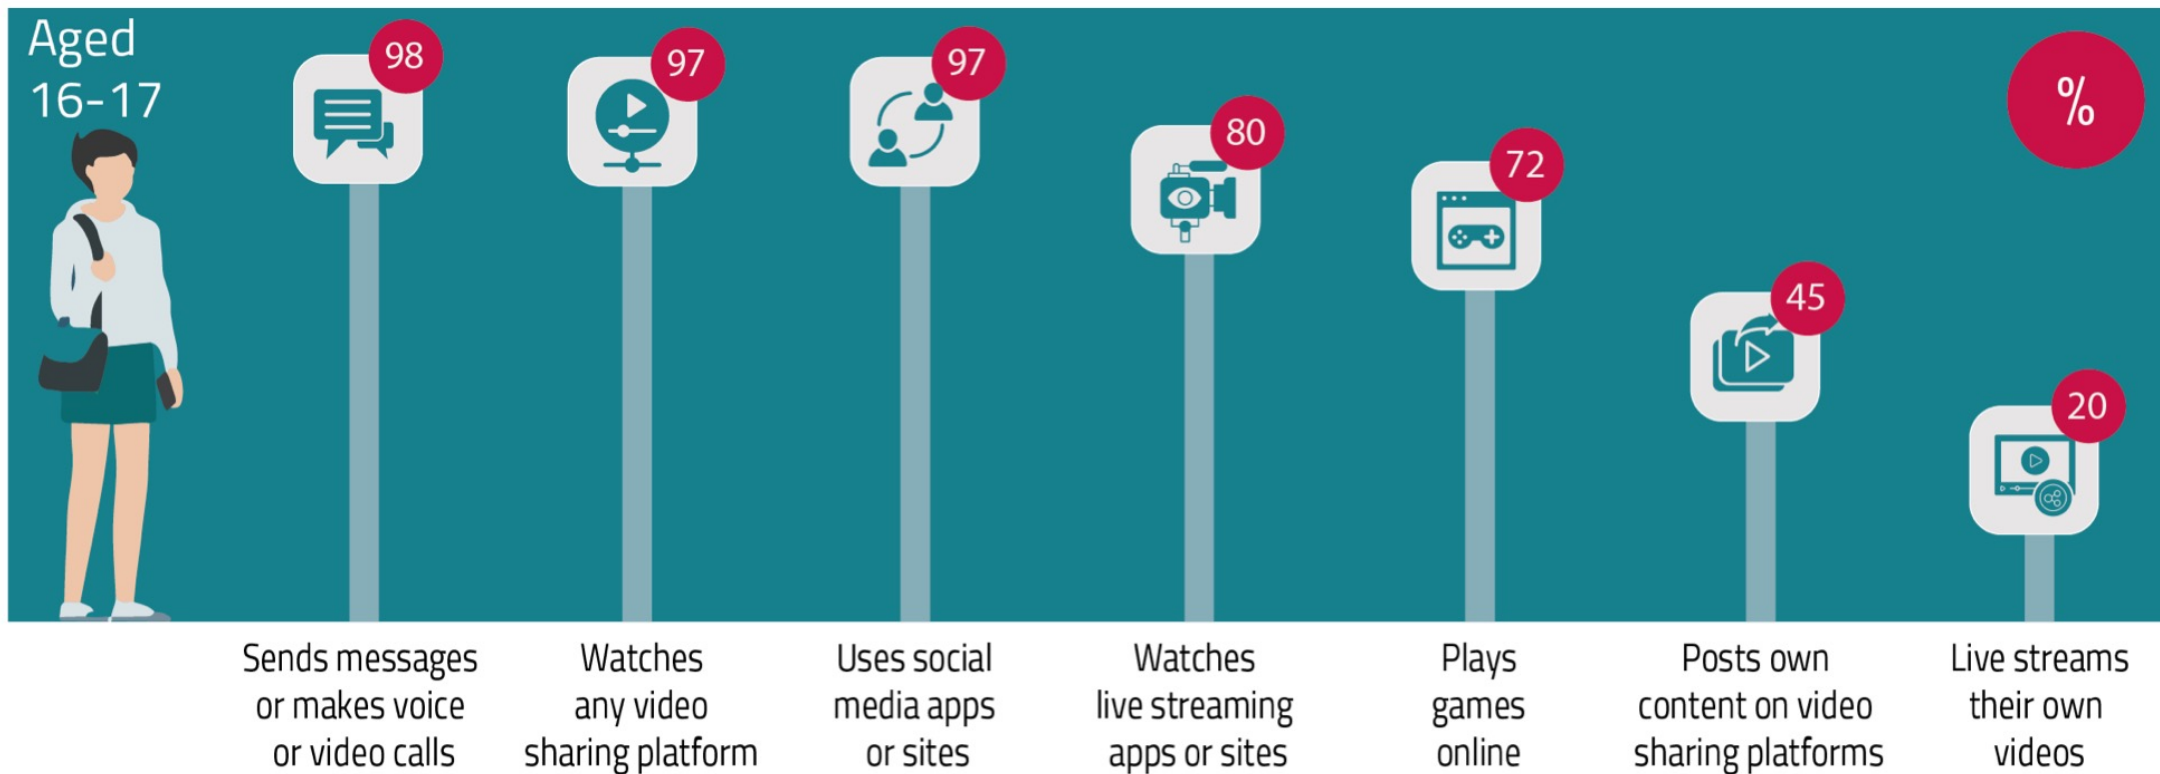 Aged
16-17
98
97
97
80
72
45
20
%
Sends messages
or makes voice
or video calls
Watches
any video
sharing platform
Uses social
media apps
or sites
Watches
live streaming
apps or sites
Plays
games
online
Posts own
content on video
sharing platforms
Live streams
their own
videos